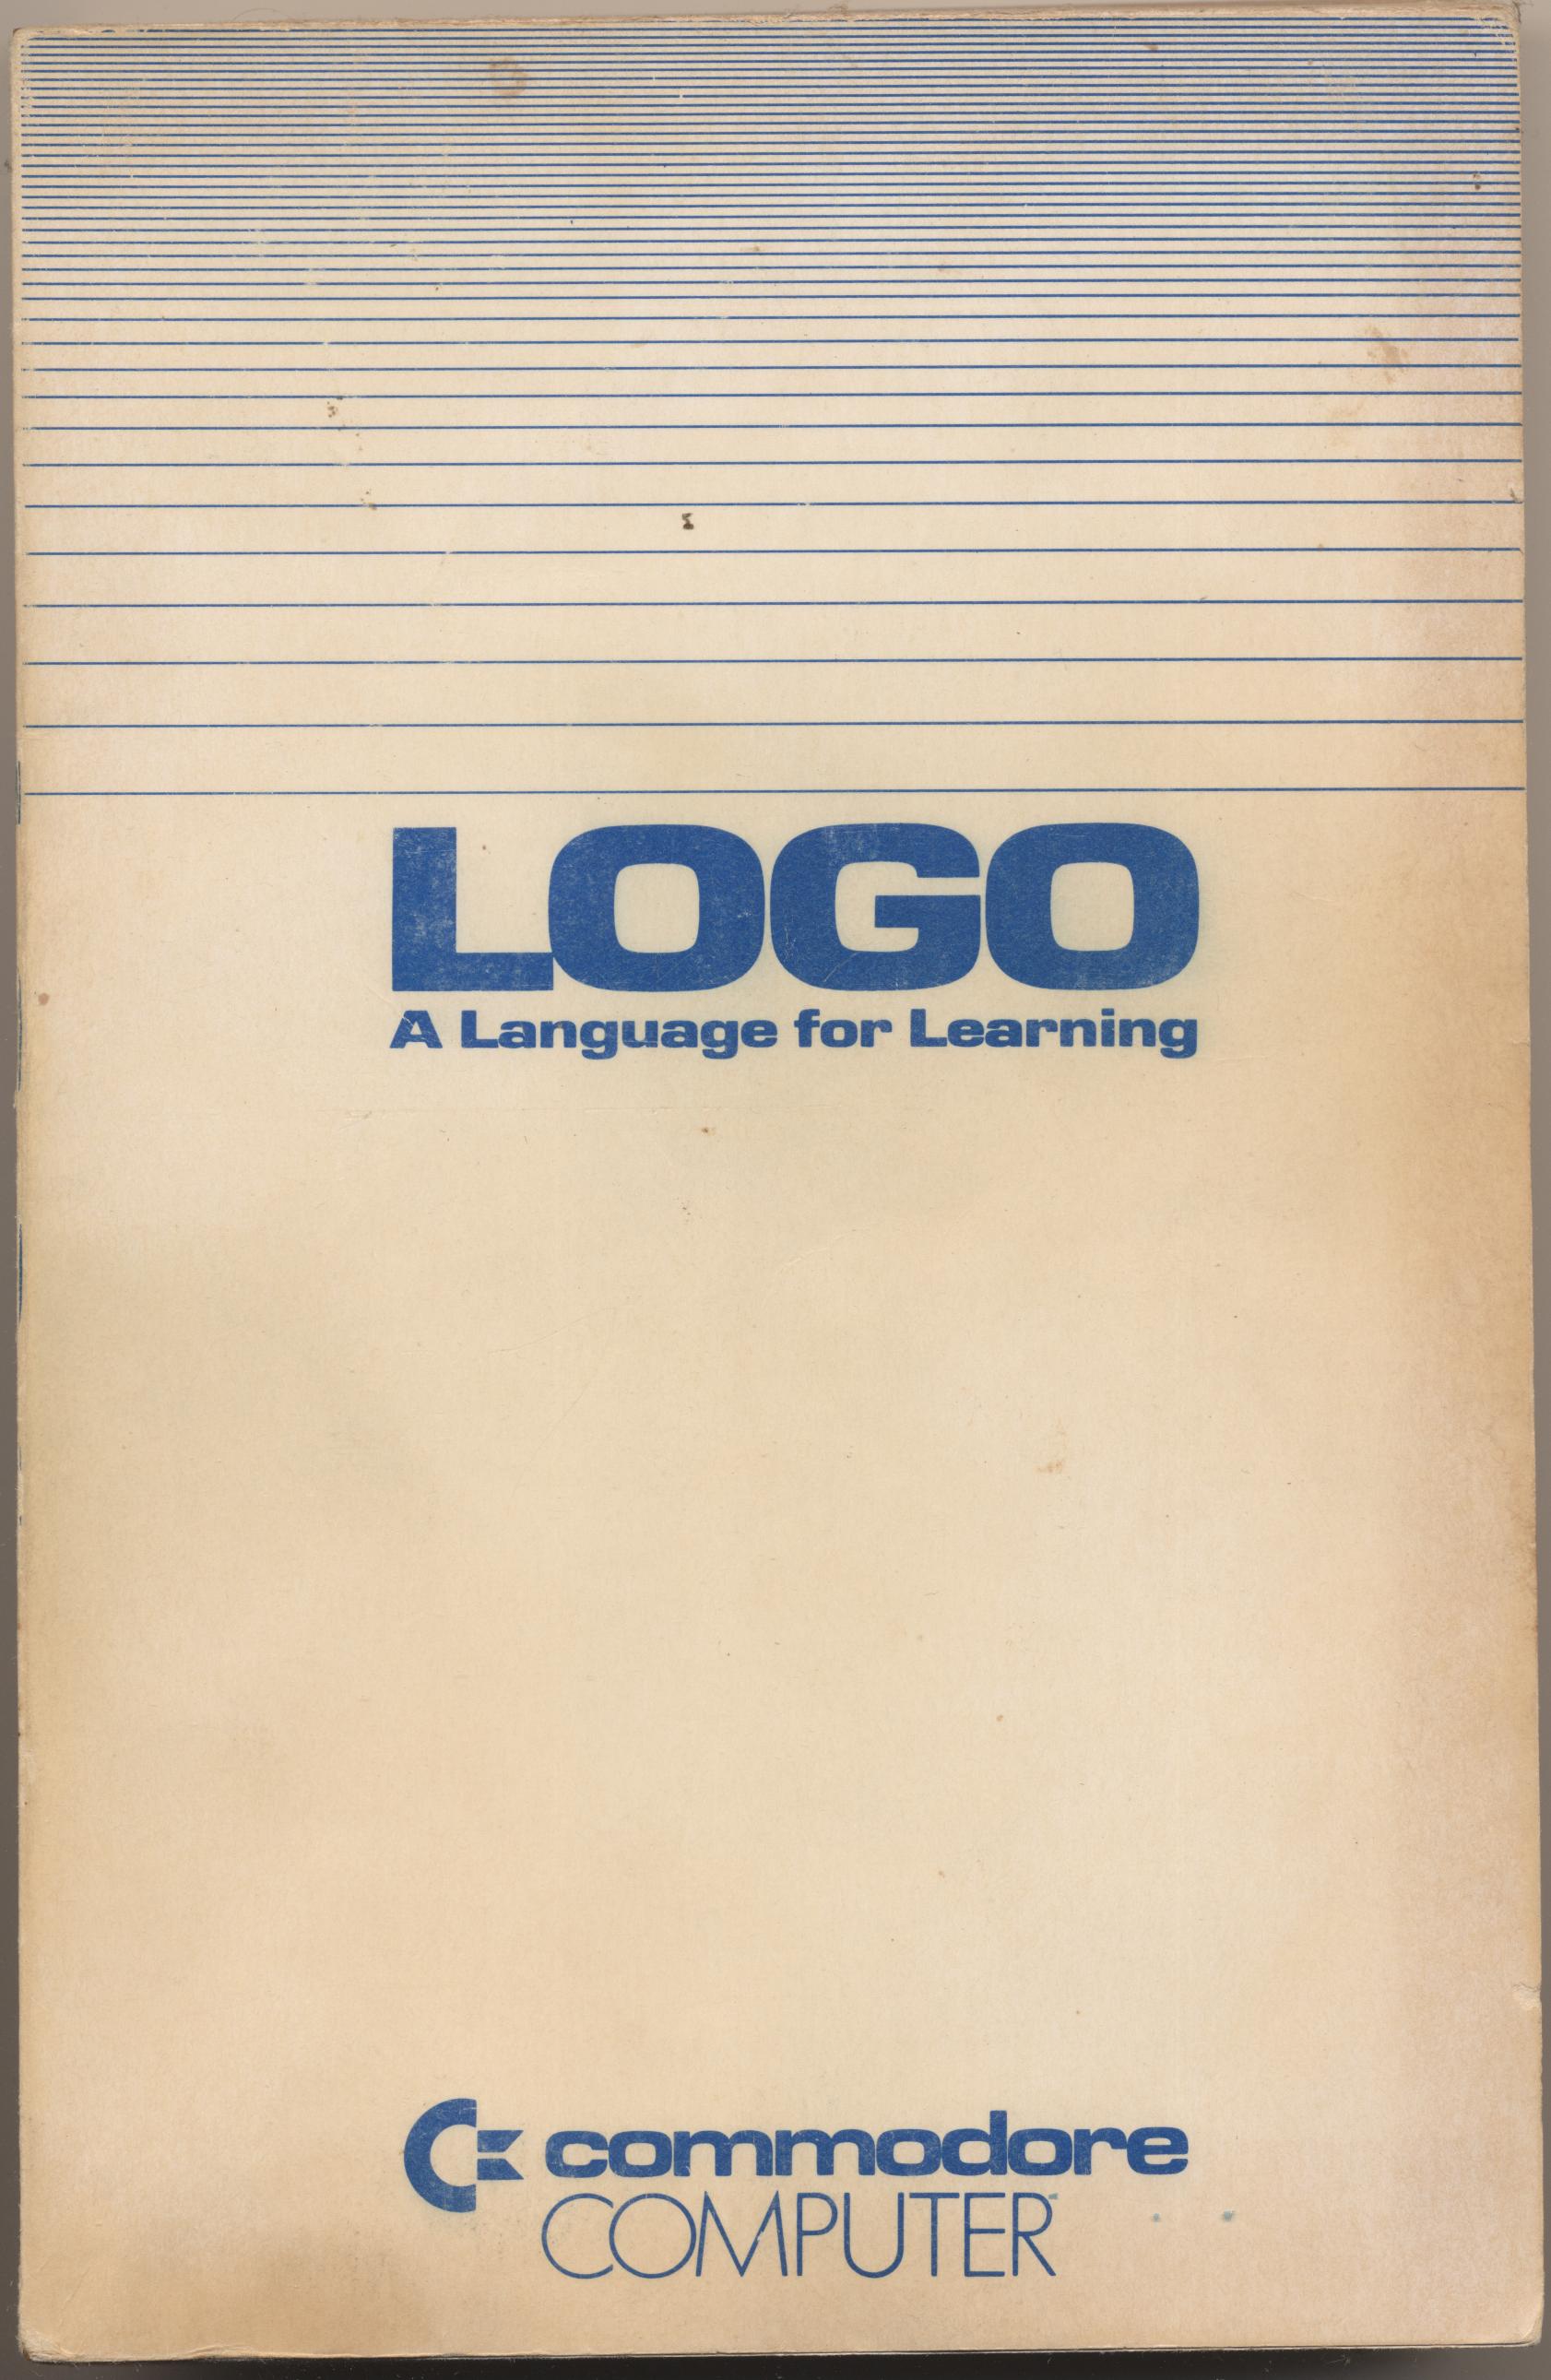 LOGO
A Language for Learning
commodore
COMPUTER